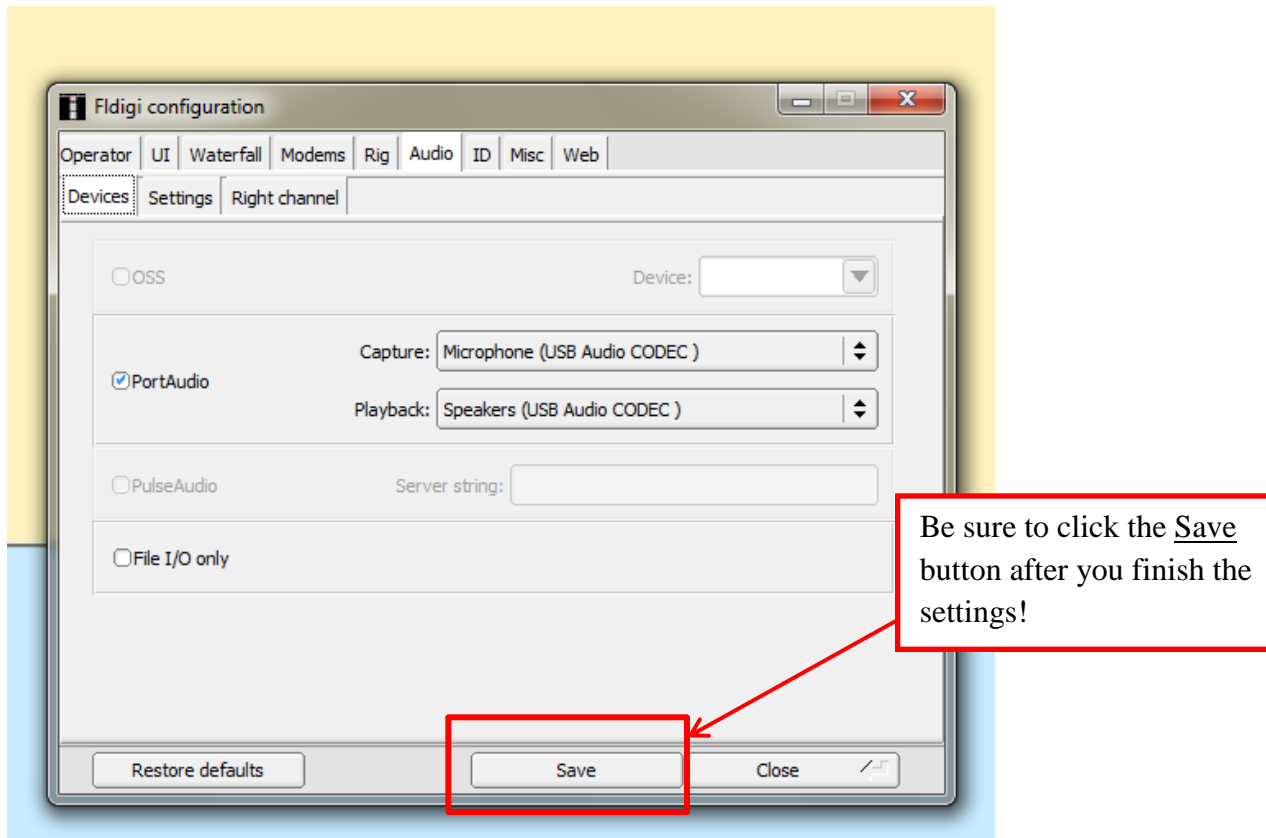 Fldigi configuration
Operator UI Waterfall Modems Rig Audio ID Misc Web
Devices Settings Right channel
OSS Device:
Capture: Microphone (USB Audio CODEC )
PortAudio
Playback: Speakers (USB Audio CODEC )
PulseAudio Server string:
File I/O only
Be sure to click the Save
button after you finish the
settings!
Restore defaults Save Close